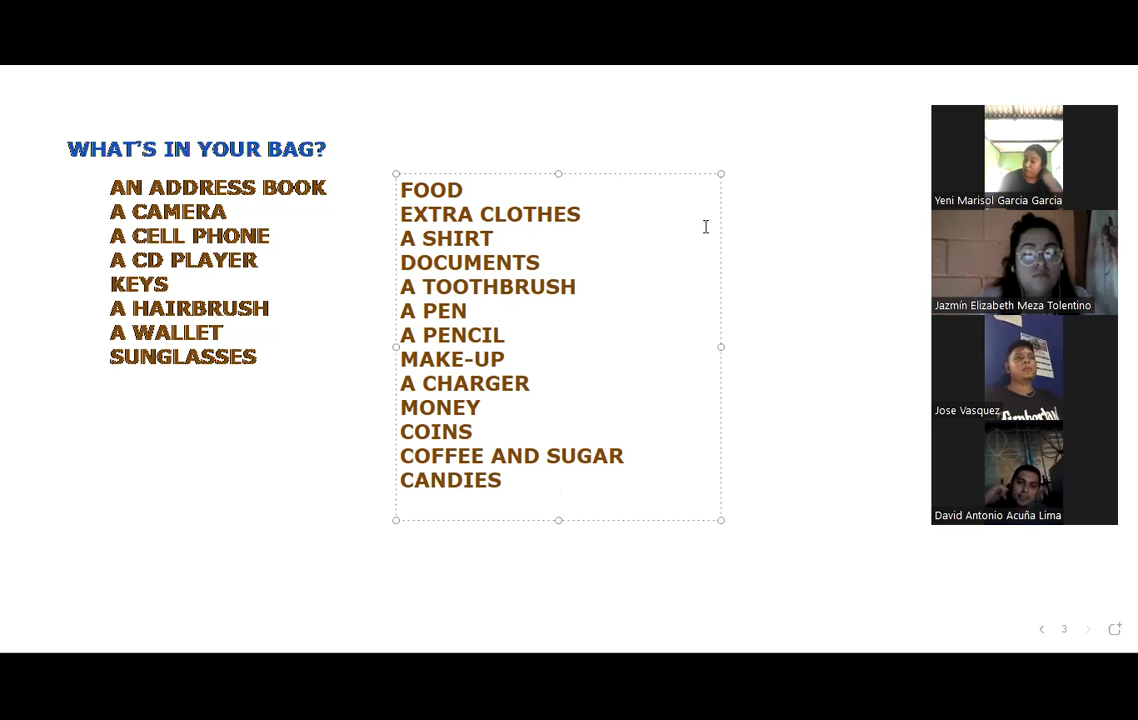 WHAT'S IN YOUR BAG?
AN ADDRESS BOOK
A CAMERA
A CELL PHONE
A CD PLAYER
KEYS
A HAIRBRUSH
A WALLET
SUNGLASSES
FOOD
EXTRA CLOTHES
A SHIRT
DOCUMENTS
A TOOTHBRUSH
A PEN
A PENCIL
MAKE-UP
A CHARGER
MONEY
COINS
COFFEE AND SUGAR
CANDIES
Yeni Marisol Garcia Garcia
Jazmín Elizabeth Meza Tolentino
Jose Vasquez
David Antonio Acuña Lima
3